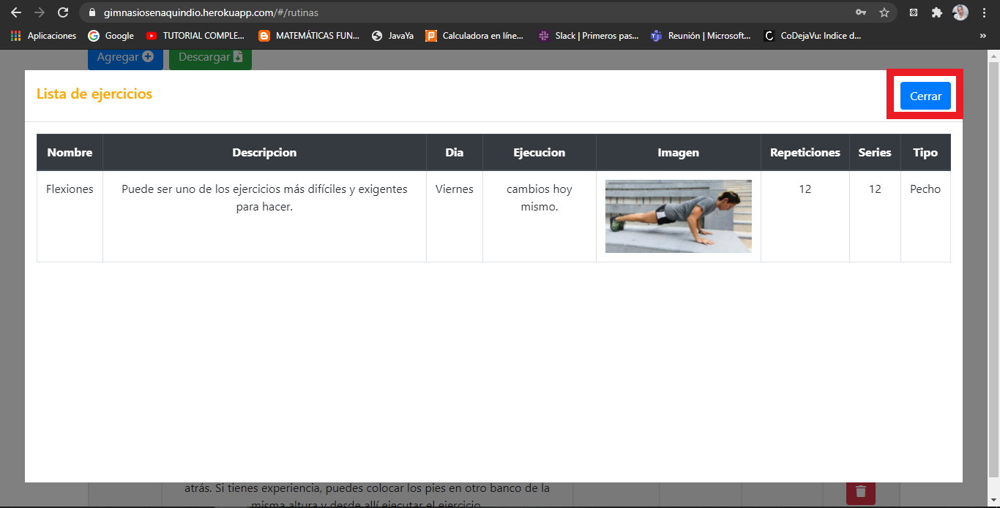 gimnasiosenaquindio.herokuapp.com/#/rutinas
Aplicaciones Google TUTORIAL COMPLE... MATEMÁTICAS FUN... JavaYa Calculadora en líne... Slack | Primeros pas... Reunión | Microsoft... CoDejaVu: Indice d... »
Agregar Descargar
Lista de ejercicios Cerrar
Nombre Descripcion Dia Ejecucion Imagen Repeticiones Series Tipo
Flexiones Puede ser uno de los ejercicios más difíciles y exigentes Viernes cambios hoy 12 12 Pecho
para hacer. mismo.
atrás. Si tienes experiencia, puedes colocar los pies en otro banco de la
misma altura y desde allí ejecutar el ejercicio.